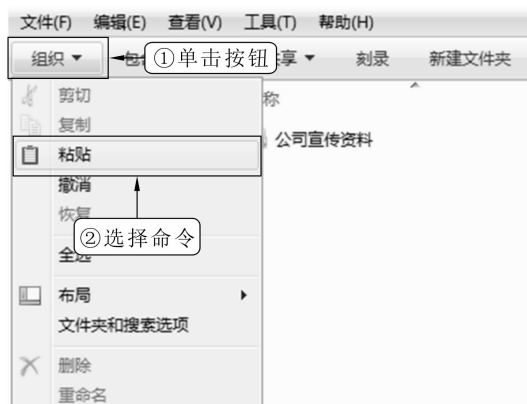 文件(F) 编辑(E) 查看(V) 工具(T) 帮助(H)
组织 ①单击按钮 享 刻录 新建文件夹
剪切
复制
粘贴
撤消
恢复
②选择命令
全选
布局
文件夹和搜索选项
删除
重命名
称
公司宣传资料